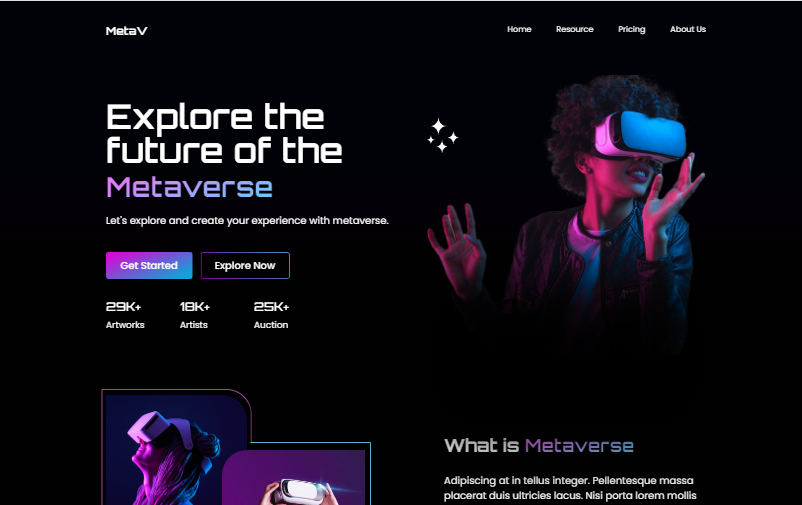 MetaV
Home Resource Pricing About Us
Explore the
future of the
Metaverse
Let's explore and create your experience with metaverse.
Get Started Explore Now
29K+ 18K+ 25K+
Artworks Artists Auction
What is Metaverse
Adipiscing at in tellus integer. Pellentesque massa
placerat duis ultricies lacus. Nisi porta lorem mollis